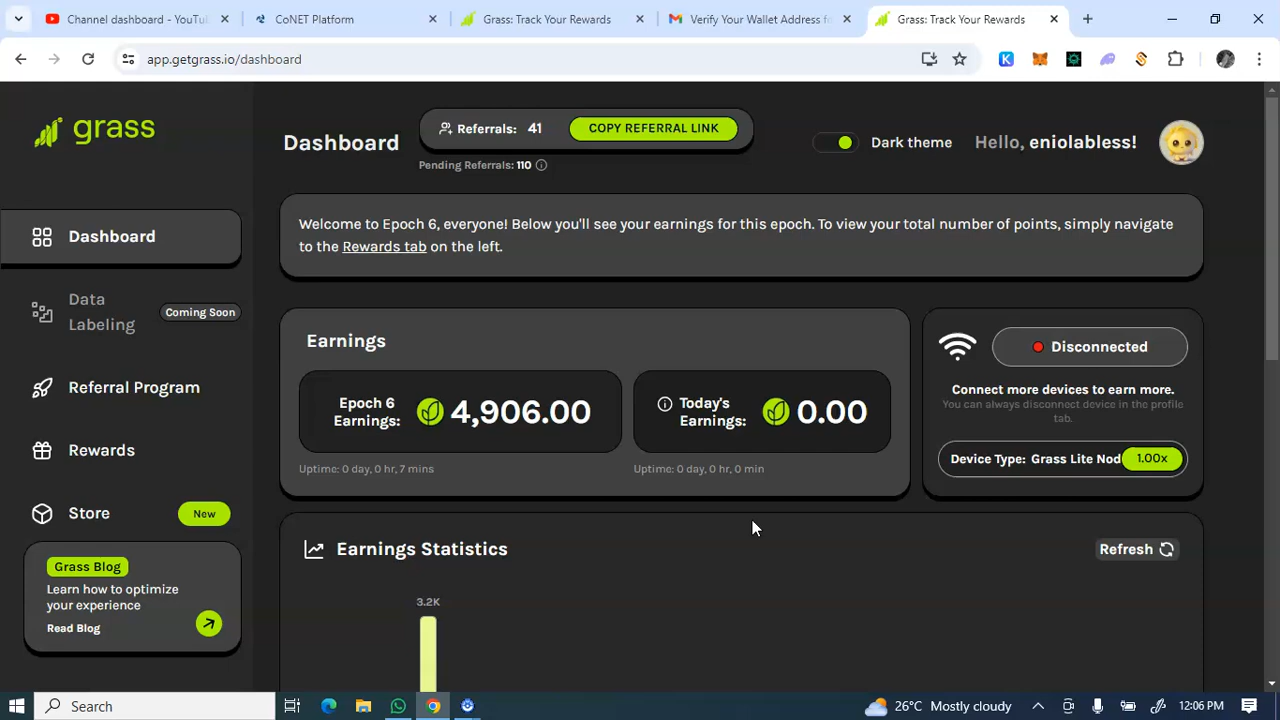 Channel dashboard - YouTu
CoNET Platform
Grass: Track Your Rewards
Verify Your Wallet Address fo
Grass: Track Your Rewards
app.getgrass.io/dashboard
grass
Dashboard
Referrals: 41
COPY REFERRAL LINK
Pending Referrals: 110
Dark theme
Hello, eniolabless!
Dashboard
Data
Labeling
Coming Soon
Referral Program
Rewards
Store
New
Grass Blog
Learn how to optimize
your experience
Read Blog
Welcome to Epoch 6, everyone! Below you'll see your earnings for this epoch. To view your total number of points, simply navigate
to the Rewards tab on the left.
Earnings
Epoch 6
Earnings:
4,906.00
Uptime: 0 day, 0 hr, 7 mins
Today's
Earnings:
0.00
Uptime: 0 day, 0 hr, 0 min
Disconnected
Connect more devices to earn more.
You can always disconnect device in the profile
tab.
Device Type: Grass Lite Nod
1.00x
Earnings Statistics
Refresh
3.2K
Search
26°C Mostly cloudy
12:06 PM